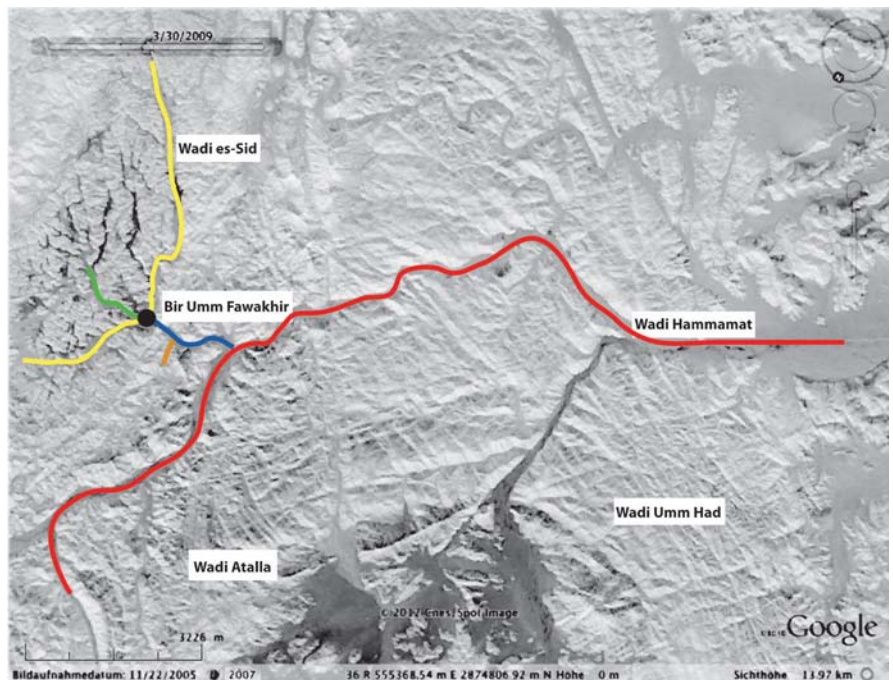 3/30/2009
Wadi es-Sid
Bir Umm Fawakhir
Wadi Hammamat
Wadi Umm Had
Wadi Atalla
© 2012 Cnes/Spot Image
Google
3226 m
Bildaufnahmedatum: 11/22/2005 2007 36 R 555368.54 m E 2874806.92 m N Höhe 0 m Sichthöhe 13.97 km